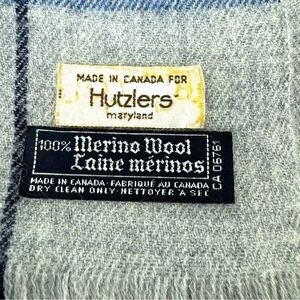 MADE IN CANADA FOR
Hutzlers
maryland
100% Merino Wool
Laine mérinos
MADE IN CANADA · FABRIQUÉ AU CANADA
DRY CLEAN ONLY · NETTOYER A SEC
CA 06761